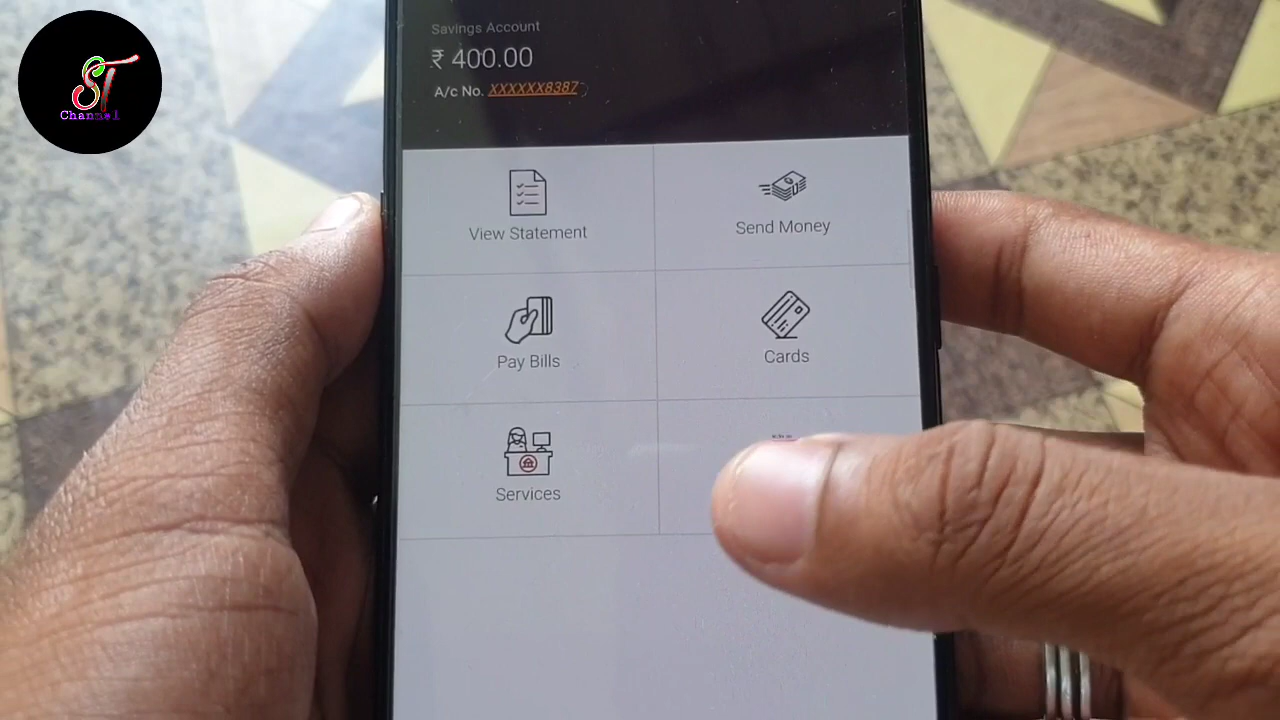 ST
Channel
Savings Account
₹ 400.00
A/c No. XXXXXX8387
View Statement
Send Money
Pay Bills
Cards
Services